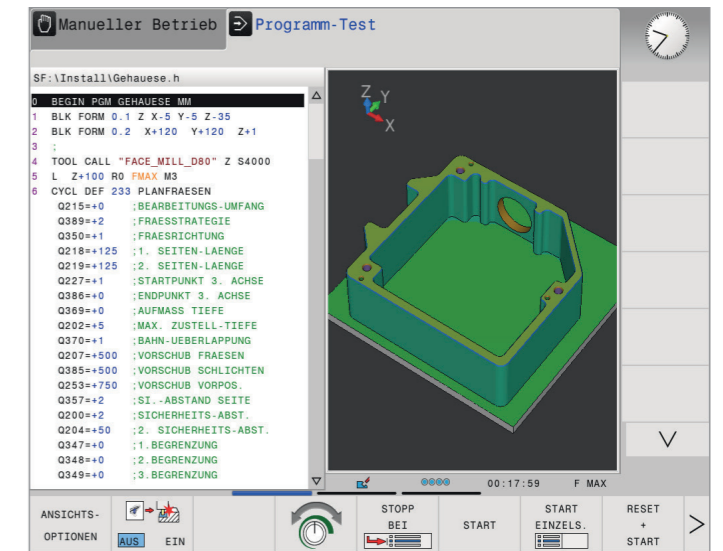 Manueller Betrieb
Programm-Test
SF:\Install\Gehauese.h
0 BEGIN PGM GEHAUESE MM
1 BLK FORM 0.1 Z X-5 Y-5 Z-35
2 BLK FORM 0.2 X+120 Y+120 Z+1
3 ;
4 TOOL CALL "FACE_MILL_D80" Z S4000
5 L Z+100 R0 FMAX M3
6 CYCL DEF 233 PLANFRAESEN
Q215=+0 ;BEARBEITUNGS-UMFANG
Q389=+2 ;FRAESSTRATEGIE
Q350=+1 ;FRAESRICHTUNG
Q218=+125 ;1. SEITEN-LAENGE
Q219=+125 ;2. SEITEN-LAENGE
Q227=+1 ;STARTPUNKT 3. ACHSE
Q386=+0 ;ENDPUNKT 3. ACHSE
Q369=+0 ;AUFMASS TIEFE
Q202=+5 ;MAX. ZUSTELL-TIEFE
Q370=+1 ;BAHN-UEBERLAPPUNG
Q207=+500 ;VORSCHUB FRAESEN
Q385=+500 ;VORSCHUB SCHLICHTEN
Q253=+750 ;VORSCHUB VORPOS.
Q357=+2 ;SI.-ABSTAND SEITE
Q200=+2 ;SICHERHEITS-ABST.
Q204=+50 ;2. SICHERHEITS-ABST.
Q347=+0 ;1.BEGRENZUNG
Q348=+0 ;2.BEGRENZUNG
Q349=+0 ;3.BEGRENZUNG
Z
Y
X
00:17:59 F MAX
ANSICHTS-
OPTIONEN
AUS EIN
STOPP
BEI
START
START
EINZELS.
RESET
+
START